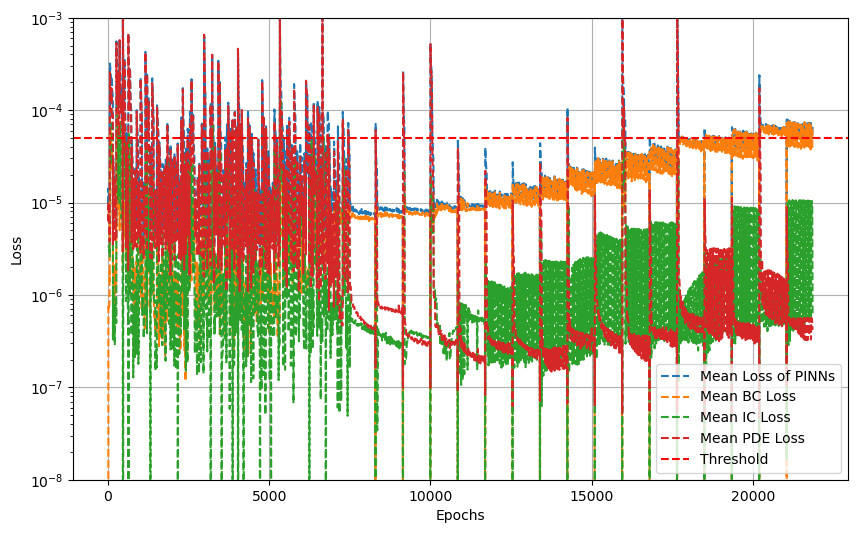 10⁻³
10⁻⁴
10⁻⁵
10⁻⁶
10⁻⁷
10⁻⁸
Loss
0
5000
10000
15000
20000
Epochs
Mean Loss of PINNs
Mean BC Loss
Mean IC Loss
Mean PDE Loss
Threshold